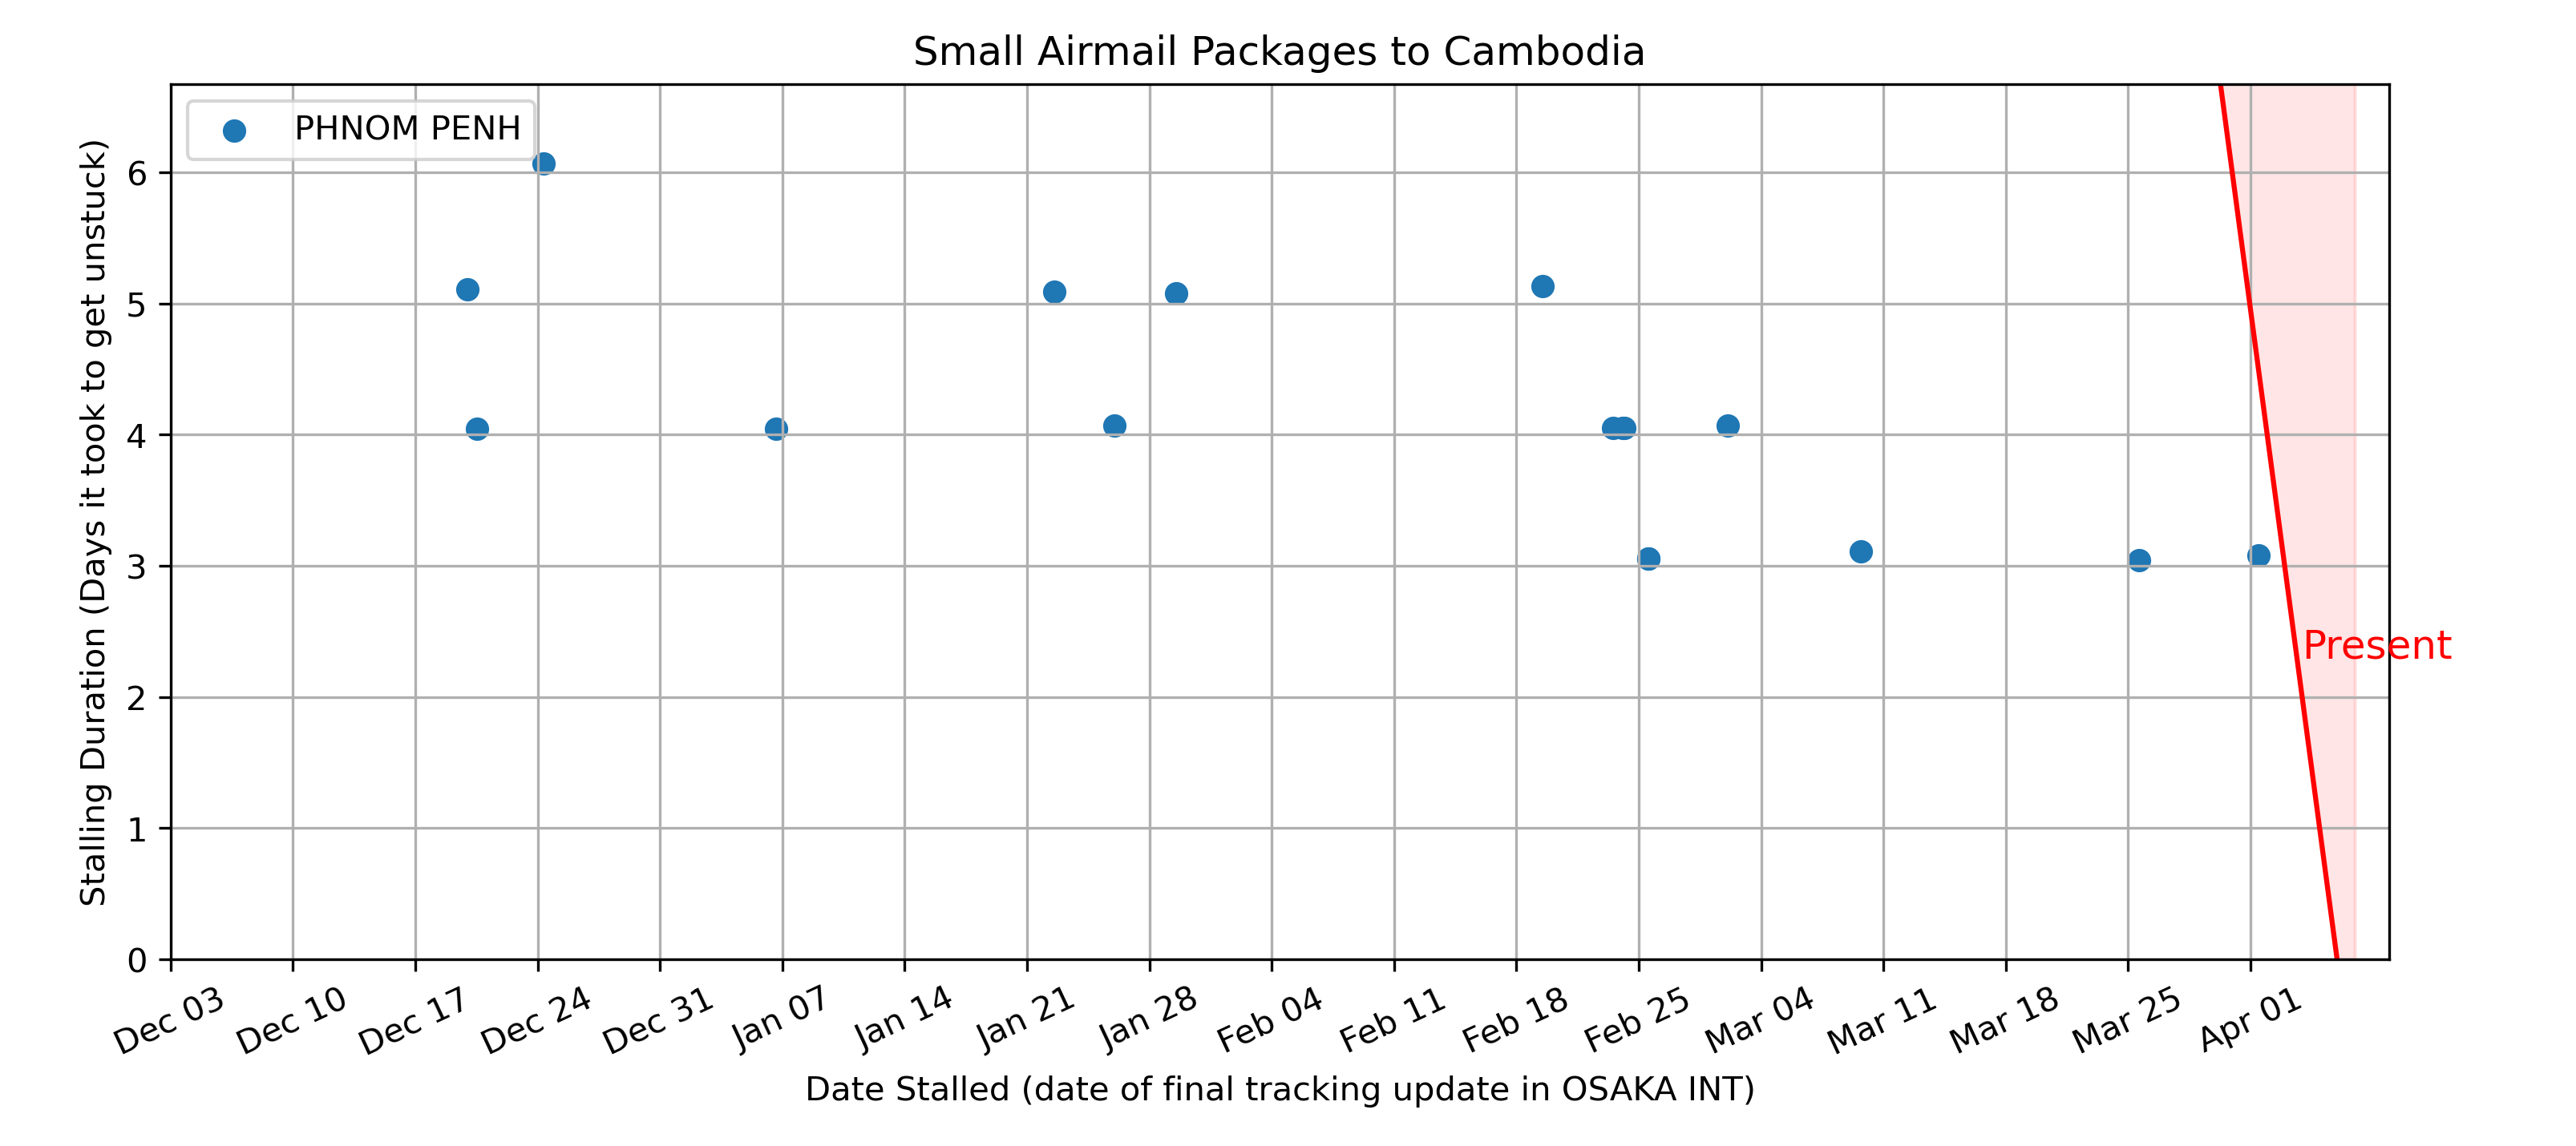 Small Airmail Packages to Cambodia
PHNOM PENH
Stalling Duration (Days it took to get unstuck)
6
5
4
3
2
1
0
Present
Dec 03
Dec 10
Dec 17
Dec 24
Dec 31
Jan 07
Jan 14
Jan 21
Jan 28
Feb 04
Feb 11
Feb 18
Feb 25
Mar 04
Mar 11
Mar 18
Mar 25
Apr 01
Date Stalled (date of final tracking update in OSAKA INT)